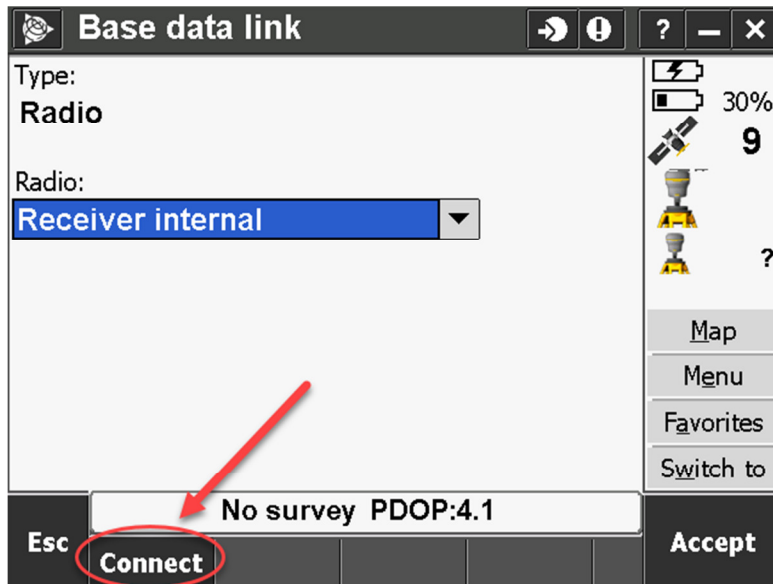 Base data link
? — ×
Type:
Radio
30%
9
Radio:
Receiver internal
?
Map
Menu
Favorites
Switch to
No survey PDOP:4.1
Esc
Connect
Accept